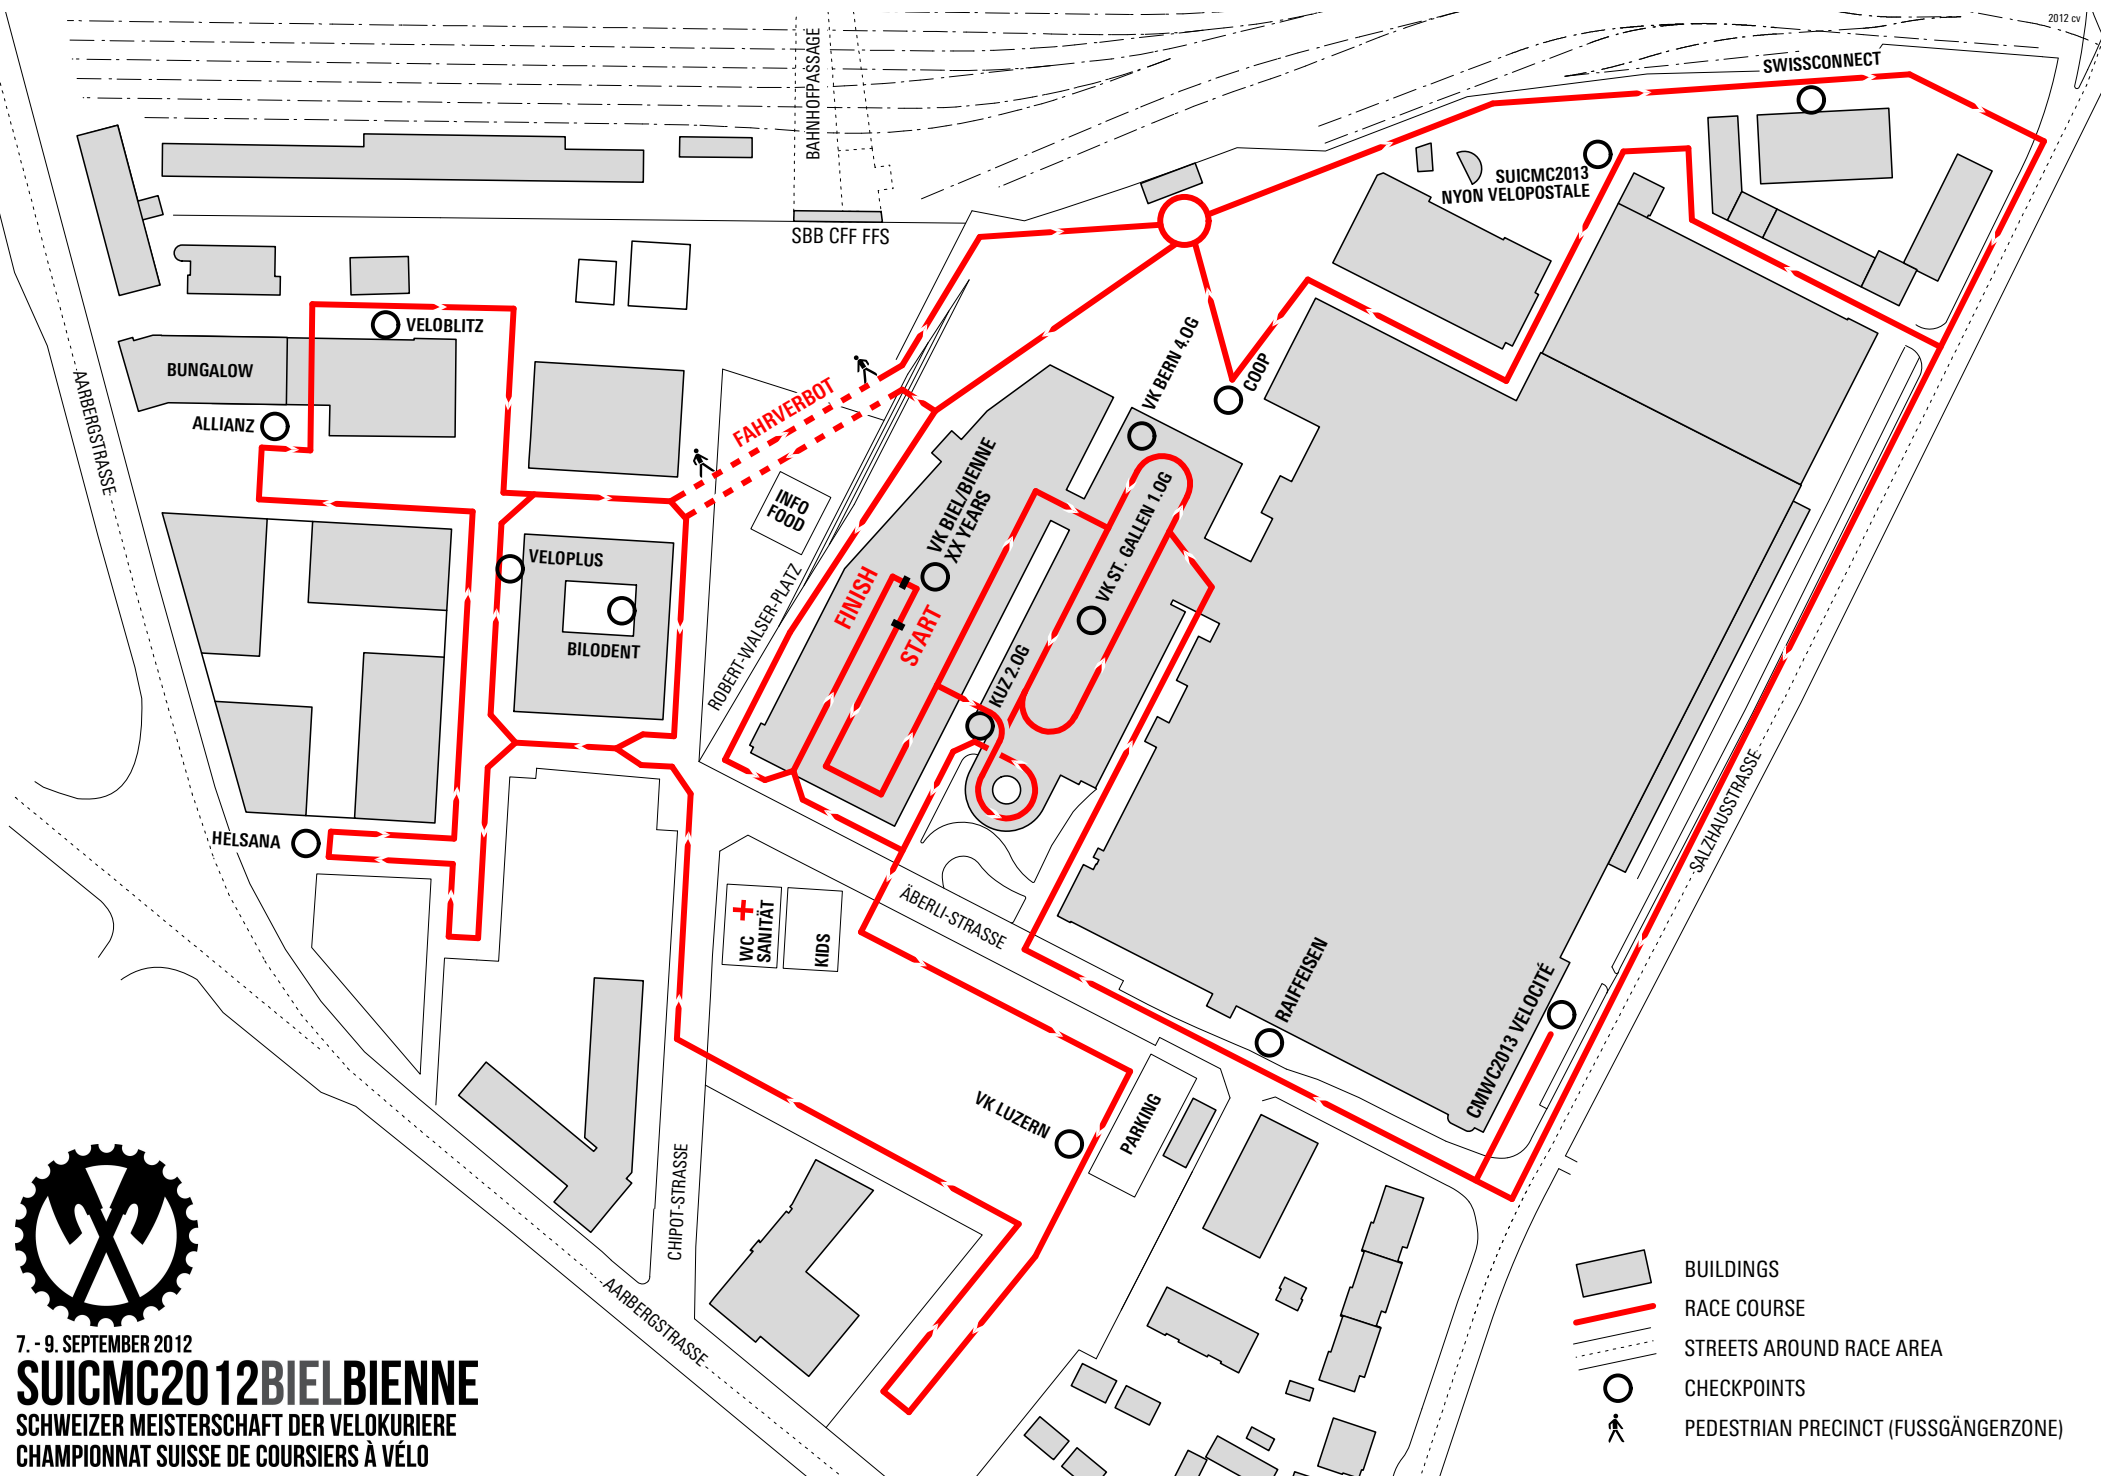 2012 cv
SWISSCONNECT
BAHNHOFPASSAGE
SUICMC2013
NYON VELOPOSTALE
SBB CFF FFS
VELOBLITZ
BUNGALOW
ALLIANZ
AARBERGSTRASSE
FAHRVERBOT
VK BERN 4.OG
COOP
INFO
FOOD
VK BIEL/BIENNE
XX YEARS
VK ST. GALLEN 1.OG
VELOPLUS
BILODENT
FINISH
START
ROBERT-WALSER-PLATZ
KUZ 2.OG
HELSANA
SALZHAUSSTRASSE
WC
SANITÄT
KIDS
ÄBERLI-STRASSE
RAIFFEISEN
CMWC2013 VELOCITÉ
VK LUZERN
PARKING
CHIPOT-STRASSE
AARBERGSTRASSE
BUILDINGS
RACE COURSE
STREETS AROUND RACE AREA
CHECKPOINTS
PEDESTRIAN PRECINCT (FUSSGÄNGERZONE)
7. - 9. SEPTEMBER 2012
SUICMC2012BIELBIENNE
SCHWEIZER MEISTERSCHAFT DER VELOKURIERE
CHAMPIONNAT SUISSE DE COURSIERS À VÉLO